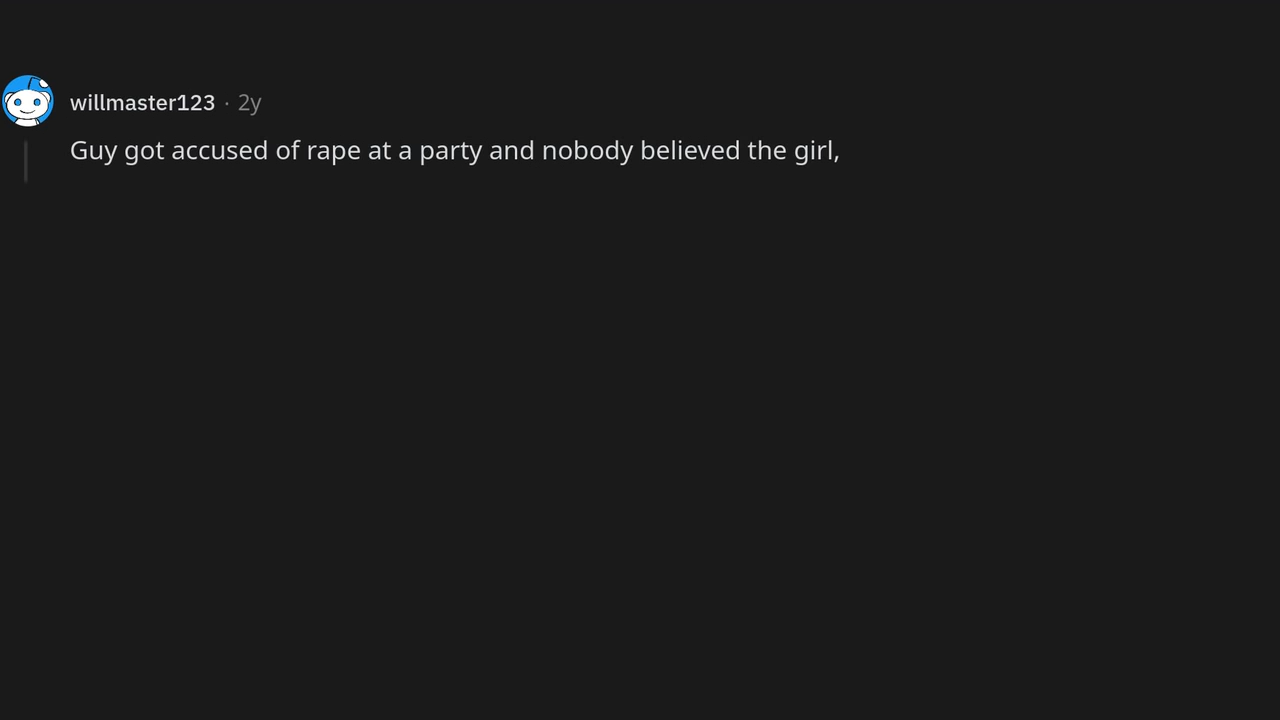 willmaster123 · 2y
Guy got accused of rape at a party and nobody believed the girl,